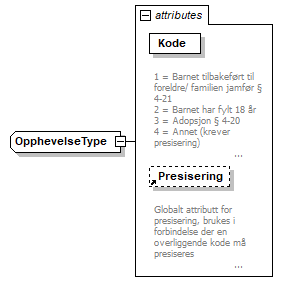 attributes
Kode
1 = Barnet tilbakeført til
foreldre/ familien jamfør §
4-21
2 = Barnet har fylt 18 år
3 = Adopsjon § 4-20
4 = Annet (krever
presisering)
...
OpphevelseType
Presisering
Globalt attributt for
presisering, brukes i
forbindelse der en
overliggende kode må
presiseres
...